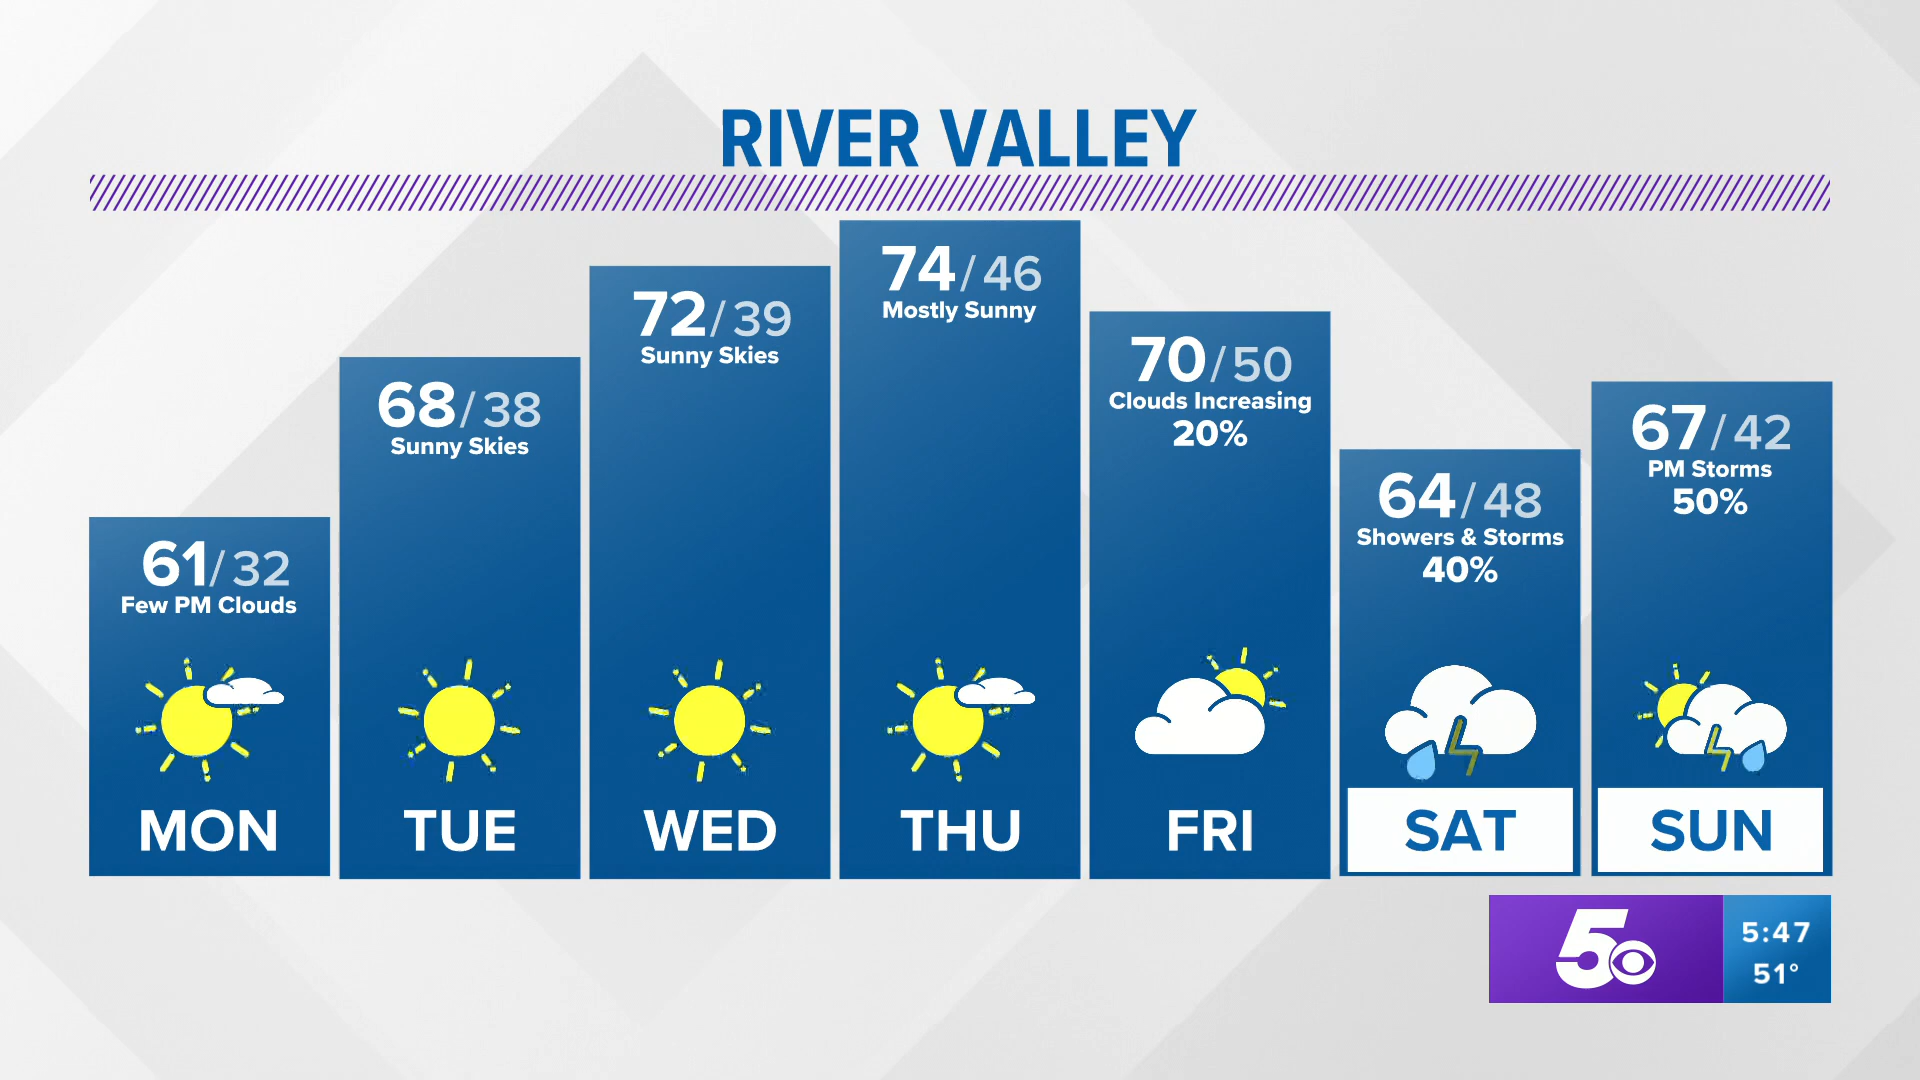 RIVER VALLEY
61/32
Few PM Clouds
MON
68/38
Sunny Skies
TUE
72/39
Sunny Skies
WED
74/46
Mostly Sunny
THU
70/50
Clouds Increasing
20%
FRI
64/48
Showers & Storms
40%
SAT
67/42
PM Storms
50%
SUN
5
5:47
51°